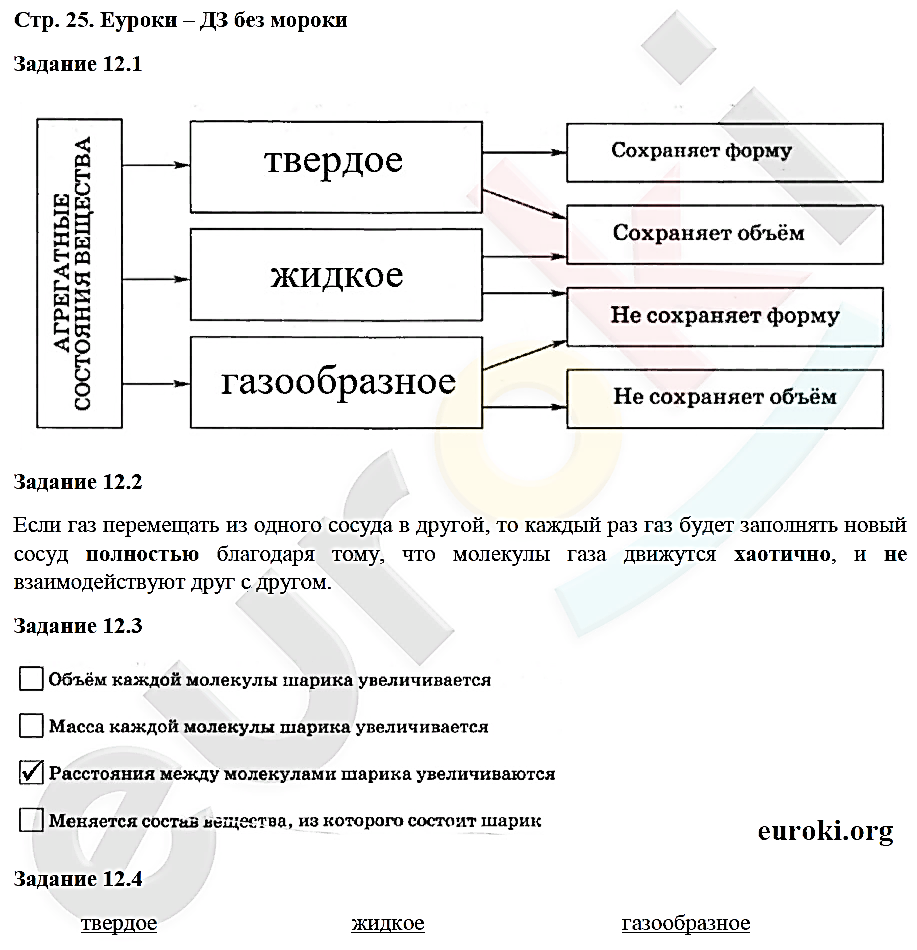 Стр. 25. Еуроки – ДЗ без мороки
Задание 12.1
АГРЕГАТНЫЕ
СОСТОЯНИЯ ВЕЩЕСТВА
твердое
жидкое
газообразное
Сохраняет форму
Сохраняет объём
Не сохраняет форму
Не сохраняет объём
Задание 12.2
Если газ перемещать из одного сосуда в другой, то каждый раз газ будет заполнять новый
сосуд полностью благодаря тому, что молекулы газа движутся хаотично, и не
взаимодействуют друг с другом.
Задание 12.3
Объём каждой молекулы шарика увеличивается
Масса каждой молекулы шарика увеличивается
Расстояния между молекулами шарика увеличиваются
Меняется состав вещества, из которого состоит шарик
euroki.org
Задание 12.4
твердое жидкое газообразное
euroki